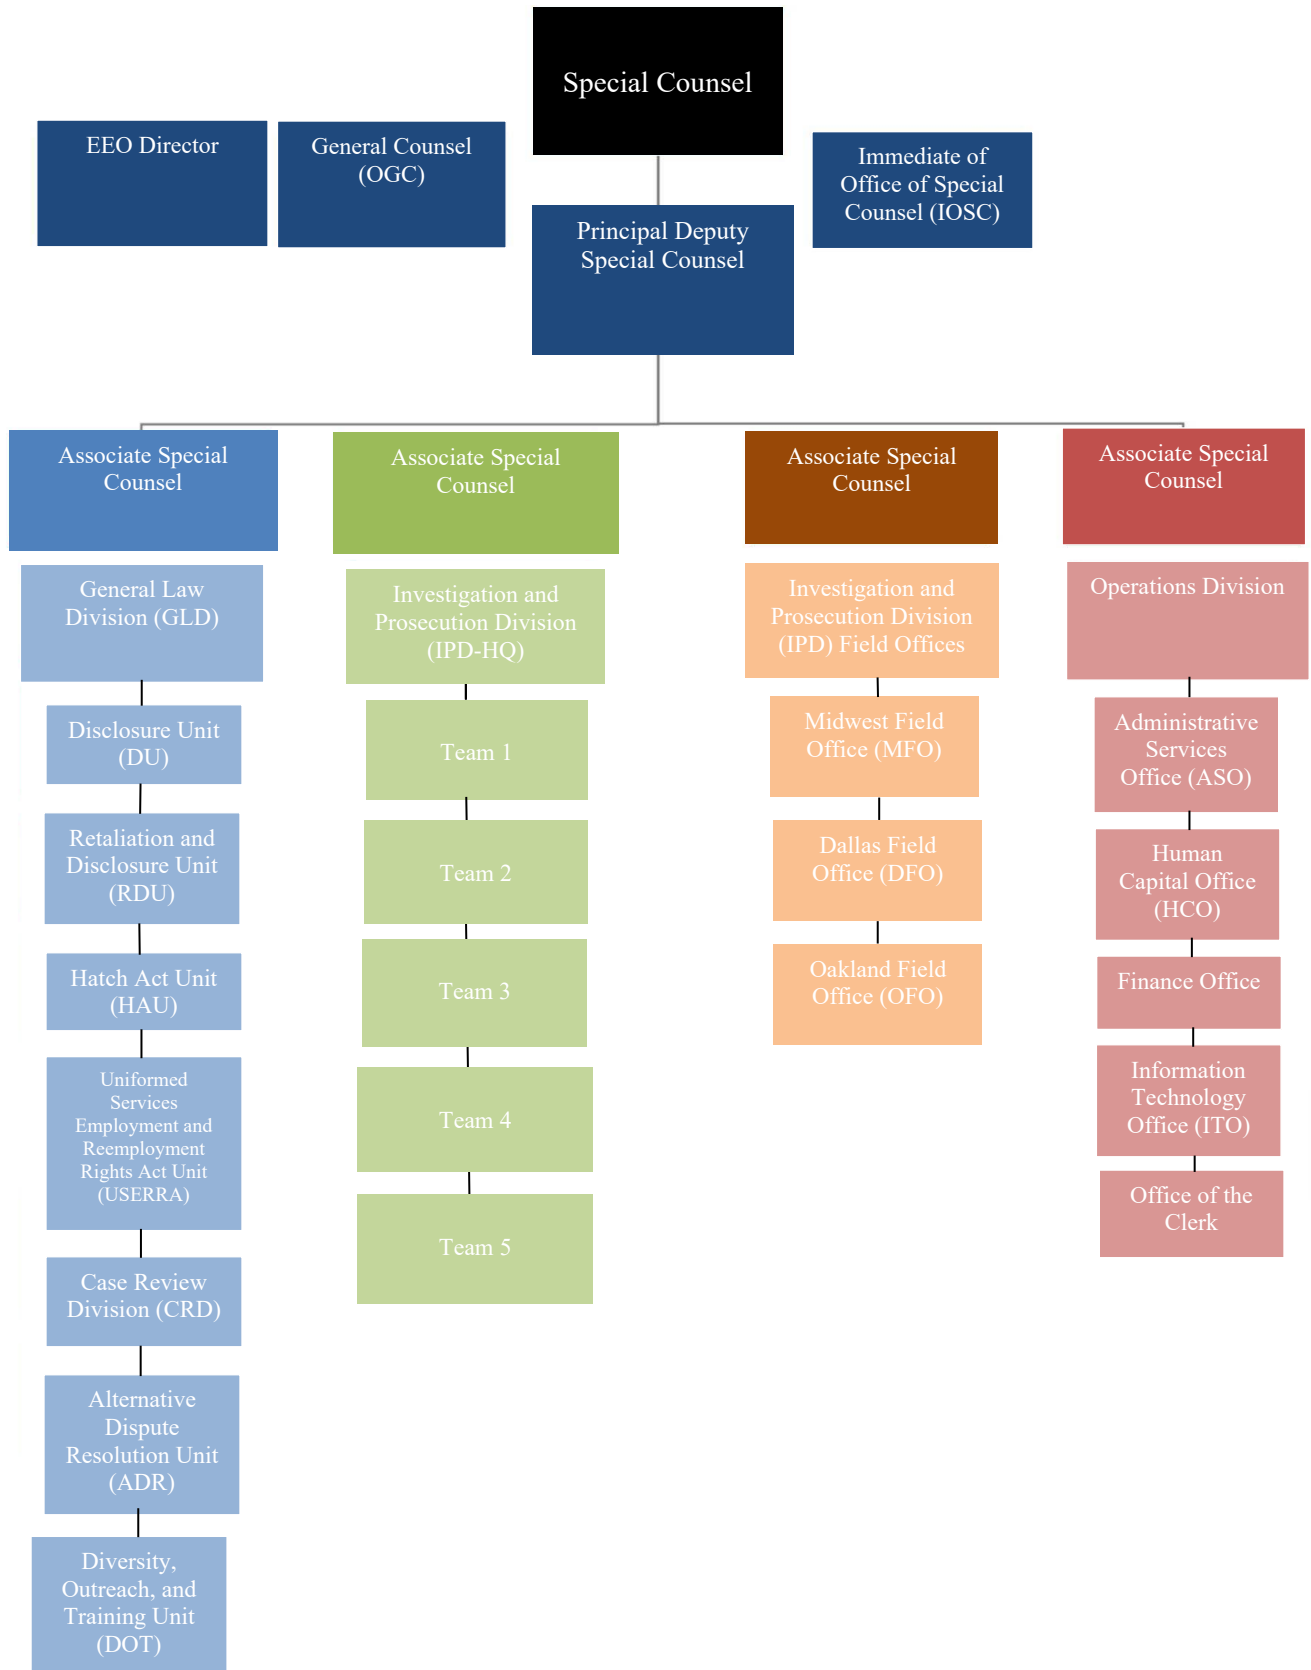 Special Counsel
EEO Director
General Counsel
(OGC)
Immediate of
Office of Special
Counsel (IOSC)
Principal Deputy
Special Counsel
Associate Special
Counsel
General Law
Division (GLD)
Disclosure Unit
(DU)
Retaliation and
Disclosure Unit
(RDU)
Hatch Act Unit
(HAU)
Uniformed
Services
Employment and
Reemployment
Rights Act Unit
(USERRA)
Case Review
Division (CRD)
Alternative
Dispute
Resolution Unit
(ADR)
Diversity,
Outreach, and
Training Unit
(DOT)
Associate Special
Counsel
Investigation and
Prosecution Division
(IPD-HQ)
Team 1
Team 2
Team 3
Team 4
Team 5
Associate Special
Counsel
Investigation and
Prosecution Division
(IPD) Field Offices
Midwest Field
Office (MFO)
Dallas Field
Office (DFO)
Oakland Field
Office (OFO)
Associate Special
Counsel
Operations Division
Administrative
Services
Office (ASO)
Human
Capital Office
(HCO)
Finance Office
Information
Technology
Office (ITO)
Office of the
Clerk